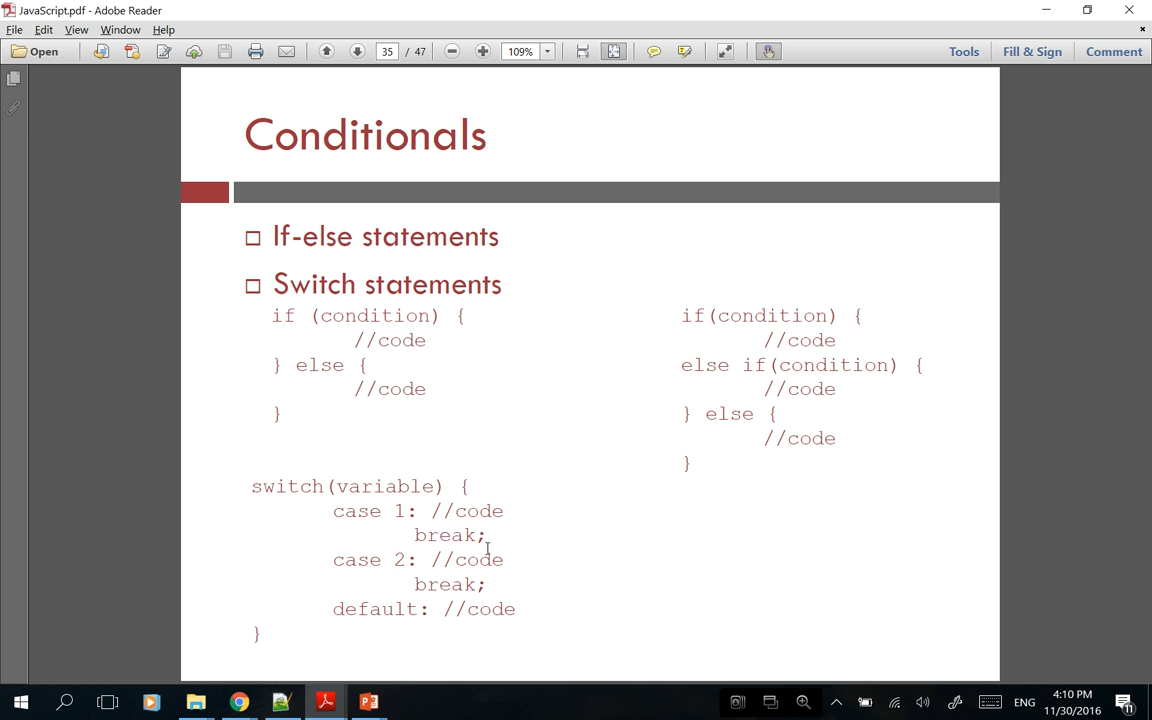 JavaScript.pdf - Adobe Reader
File Edit View Window Help
Open 35 / 47 109% Tools Fill & Sign Comment
Conditionals
If-else statements
Switch statements
if (condition) {
//code
} else {
//code
}
if(condition) {
//code
else if(condition) {
//code
} else {
//code
}
switch(variable) {
case 1: //code
break;
case 2: //code
break;
default: //code
}
ENG
4:10 PM
11/30/2016
11